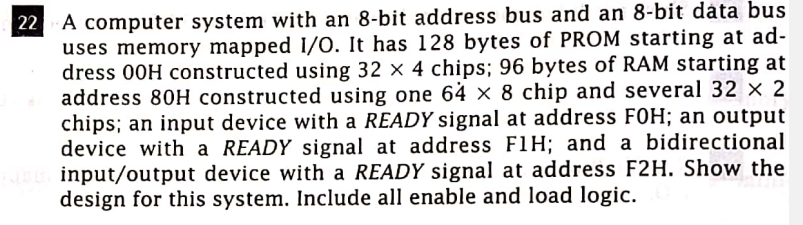 22 A computer system with an 8-bit address bus and an 8-bit data bus
uses memory mapped I/O. It has 128 bytes of PROM starting at ad-
dress 00H constructed using 32 × 4 chips; 96 bytes of RAM starting at
address 80H constructed using one 64 × 8 chip and several 32 × 2
chips; an input device with a READY signal at address F0H; an output
device with a READY signal at address F1H; and a bidirectional
input/output device with a READY signal at address F2H. Show the
design for this system. Include all enable and load logic.